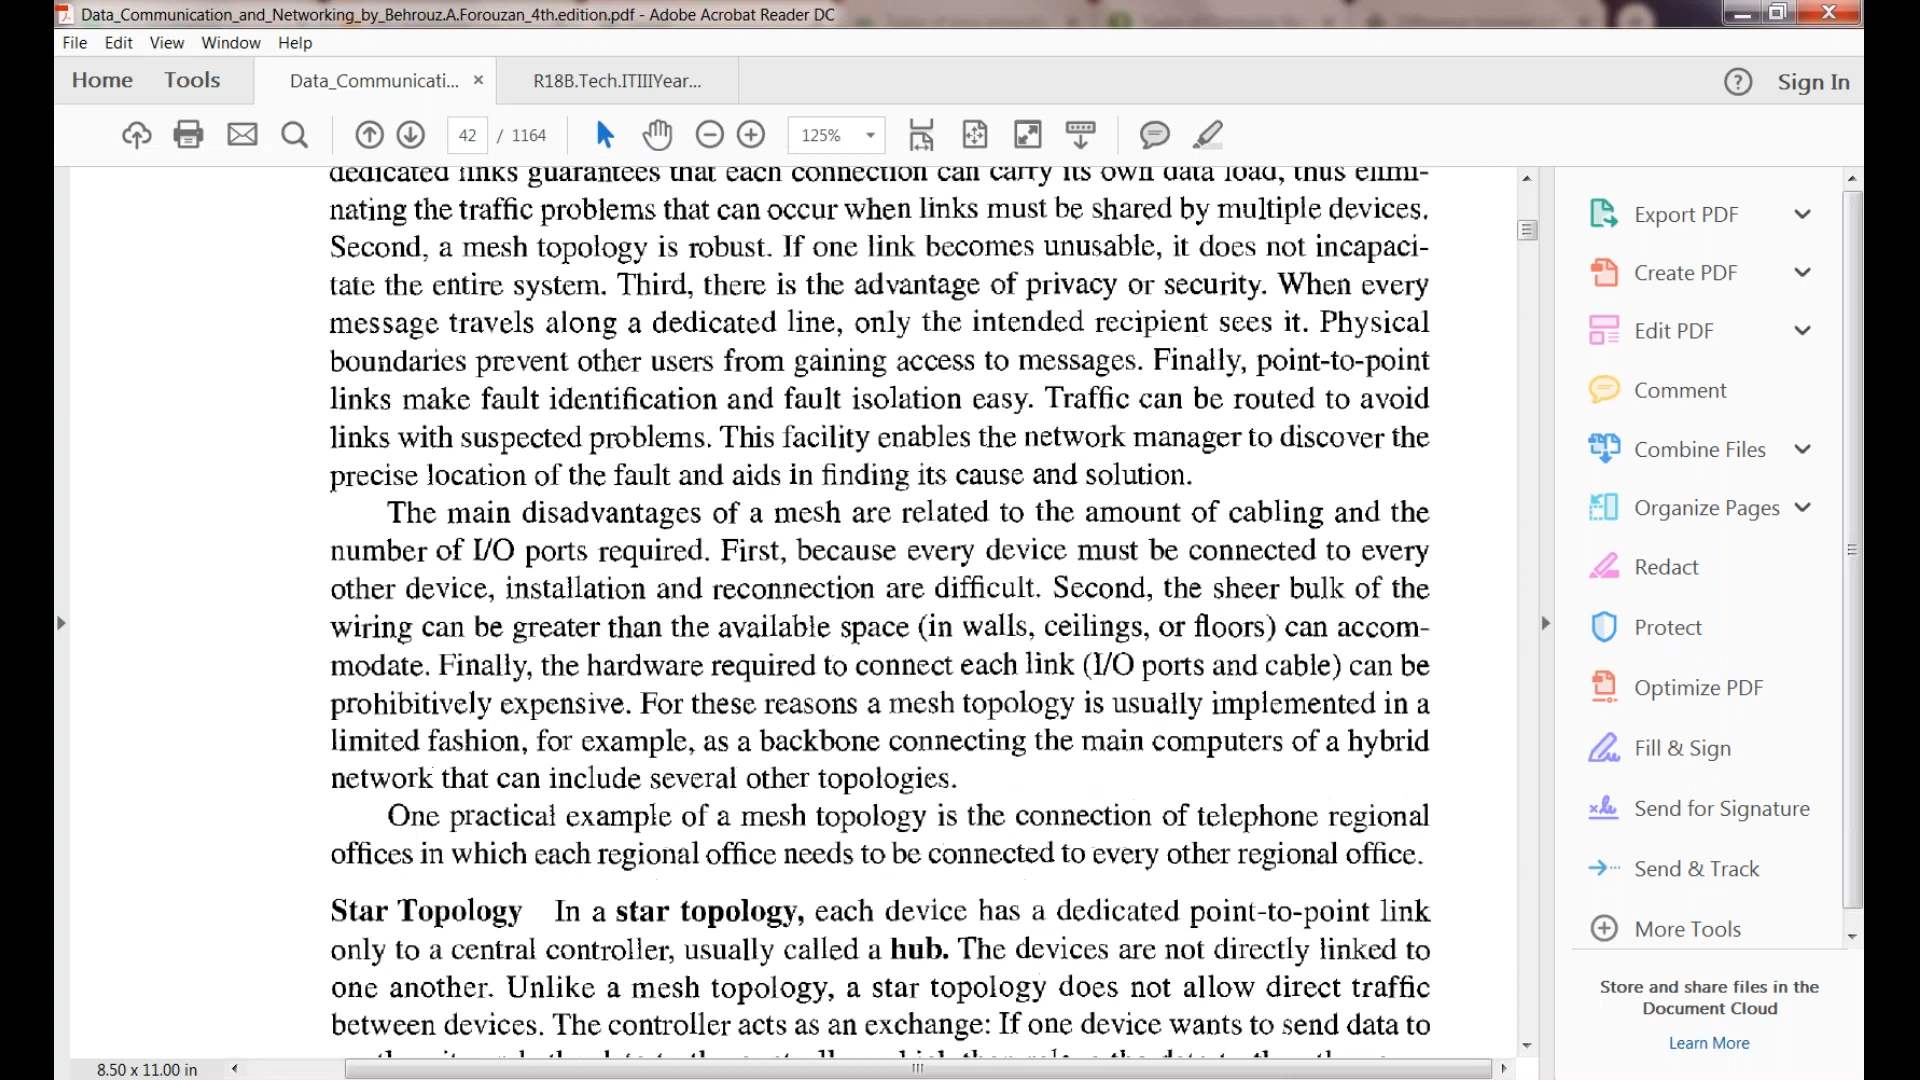 Data_Communication_and_Networking_by_Behrouz.A.Forouzan_4th.edition.pdf - Adobe Acrobat Reader DC
File Edit View Window Help
Home Tools Data_Communicati... × R18B.Tech.ITIIIYear... ? Sign In
42 / 1164 125%
dedicated links guarantees that each connection can carry its own data load, thus elimi-
nating the traffic problems that can occur when links must be shared by multiple devices.
Second, a mesh topology is robust. If one link becomes unusable, it does not incapaci-
tate the entire system. Third, there is the advantage of privacy or security. When every
message travels along a dedicated line, only the intended recipient sees it. Physical
boundaries prevent other users from gaining access to messages. Finally, point-to-point
links make fault identification and fault isolation easy. Traffic can be routed to avoid
links with suspected problems. This facility enables the network manager to discover the
precise location of the fault and aids in finding its cause and solution.
The main disadvantages of a mesh are related to the amount of cabling and the
number of I/O ports required. First, because every device must be connected to every
other device, installation and reconnection are difficult. Second, the sheer bulk of the
wiring can be greater than the available space (in walls, ceilings, or floors) can accom-
modate. Finally, the hardware required to connect each link (I/O ports and cable) can be
prohibitively expensive. For these reasons a mesh topology is usually implemented in a
limited fashion, for example, as a backbone connecting the main computers of a hybrid
network that can include several other topologies.
One practical example of a mesh topology is the connection of telephone regional
offices in which each regional office needs to be connected to every other regional office.
Star Topology In a star topology, each device has a dedicated point-to-point link
only to a central controller, usually called a hub. The devices are not directly linked to
one another. Unlike a mesh topology, a star topology does not allow direct traffic
between devices. The controller acts as an exchange: If one device wants to send data to
8.50 x 11.00 in
Export PDF
Create PDF
Edit PDF
Comment
Combine Files
Organize Pages
Redact
Protect
Optimize PDF
Fill & Sign
Send for Signature
Send & Track
More Tools
Store and share files in the
Document Cloud
Learn More